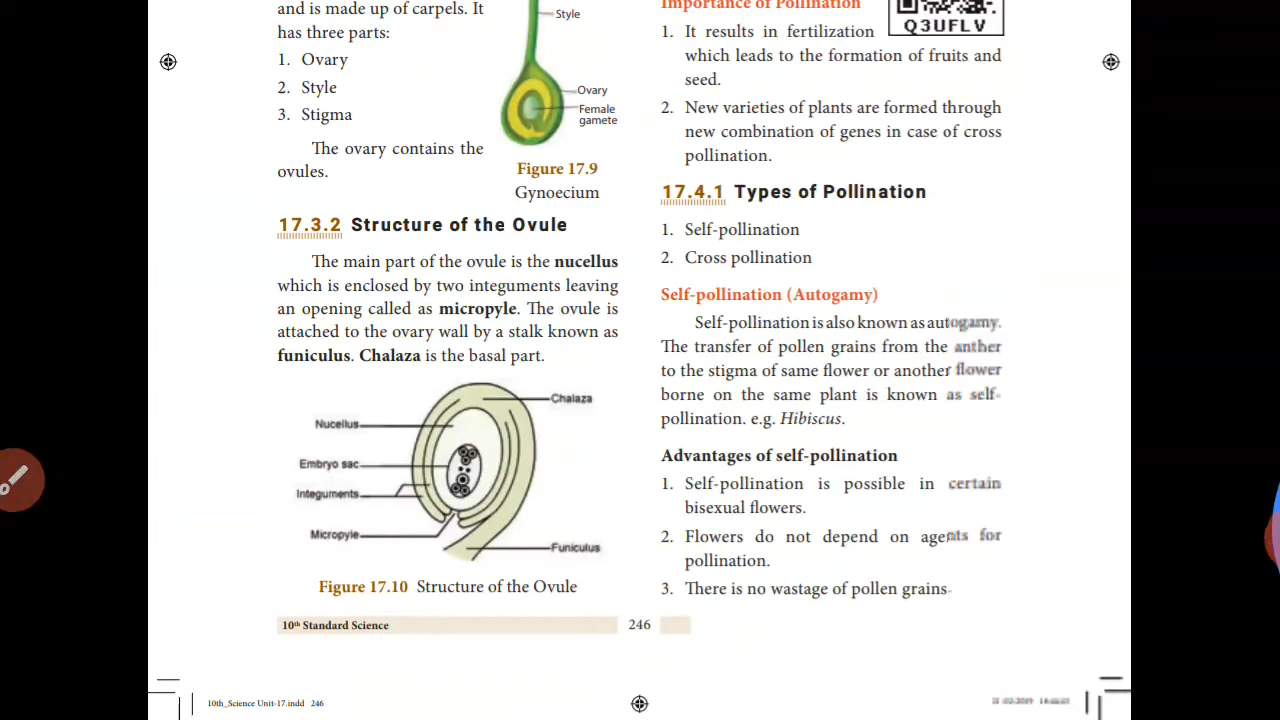 and is made up of carpels. It
has three parts:
1. Ovary
2. Style
3. Stigma
The ovary contains the
ovules.
Style
Ovary
Female
gamete
Figure 17.9
Gynoecium
17.3.2 Structure of the Ovule
The main part of the ovule is the nucellus
which is enclosed by two integuments leaving
an opening called as micropyle. The ovule is
attached to the ovary wall by a stalk known as
funiculus. Chalaza is the basal part.
Chalaza
Nucellus
Embryo sac
Integuments
Micropyle
Funiculus
Figure 17.10 Structure of the Ovule
Importance of Pollination
Q3UFLV
1. It results in fertilization
which leads to the formation of fruits and
seed.
2. New varieties of plants are formed through
new combination of genes in case of cross
pollination.
17.4.1 Types of Pollination
1. Self-pollination
2. Cross pollination
Self-pollination (Autogamy)
Self-pollination is also known as autogamy.
The transfer of pollen grains from the anther
to the stigma of same flower or another flower
borne on the same plant is known as self-
pollination. e.g. Hibiscus.
Advantages of self-pollination
1. Self-pollination is possible in certain
bisexual flowers.
2. Flowers do not depend on agents for
pollination.
3. There is no wastage of pollen grains
10th Standard Science
246
10th_Science Unit-17.indd 246